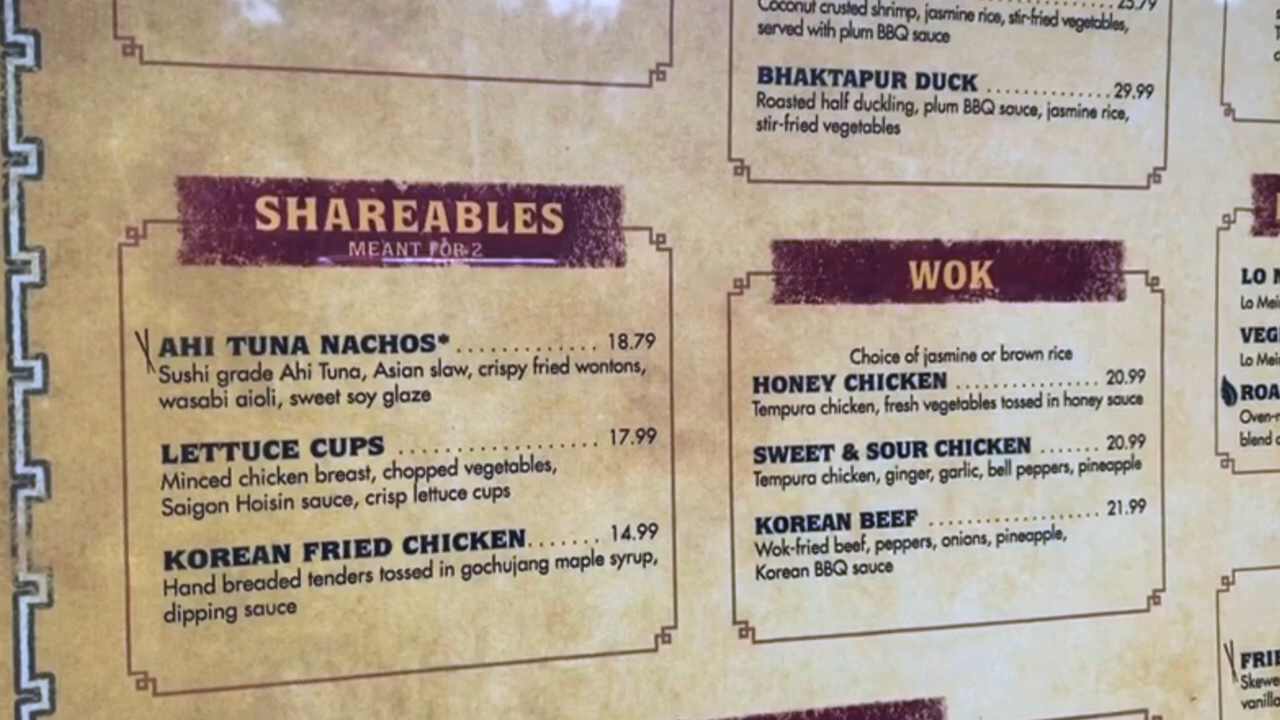 25.79
Coconut crusted shrimp, jasmine rice, stir-fried vegetables,
served with plum BBQ sauce
BHAKTAPUR DUCK .............29.99
Roasted half duckling, plum BBQ sauce, jasmine rice,
stir-fried vegetables
SHAREABLES
MEANT FOR 2
AHI TUNA NACHOS* ............ 18.79
Sushi grade Ahi Tuna, Asian slaw, crispy fried wontons,
wasabi aioli, sweet soy glaze
LETTUCE CUPS ................. 17.99
Minced chicken breast, chopped vegetables,
Saigon Hoisin sauce, crisp lettuce cups
KOREAN FRIED CHICKEN....... 14.99
Hand breaded tenders tossed in gochujang maple syrup,
dipping sauce
WOK
Choice of jasmine or brown rice
HONEY CHICKEN ............... 20.99
Tempura chicken, fresh vegetables tossed in honey sauce
SWEET & SOUR CHICKEN ....... 20.99
Tempura chicken, ginger, garlic, bell peppers, pineapple
KOREAN BEEF .................. 21.99
Wok-fried beef, peppers, onions, pineapple,
Korean BBQ sauce
LO
Lo
Lo
blend